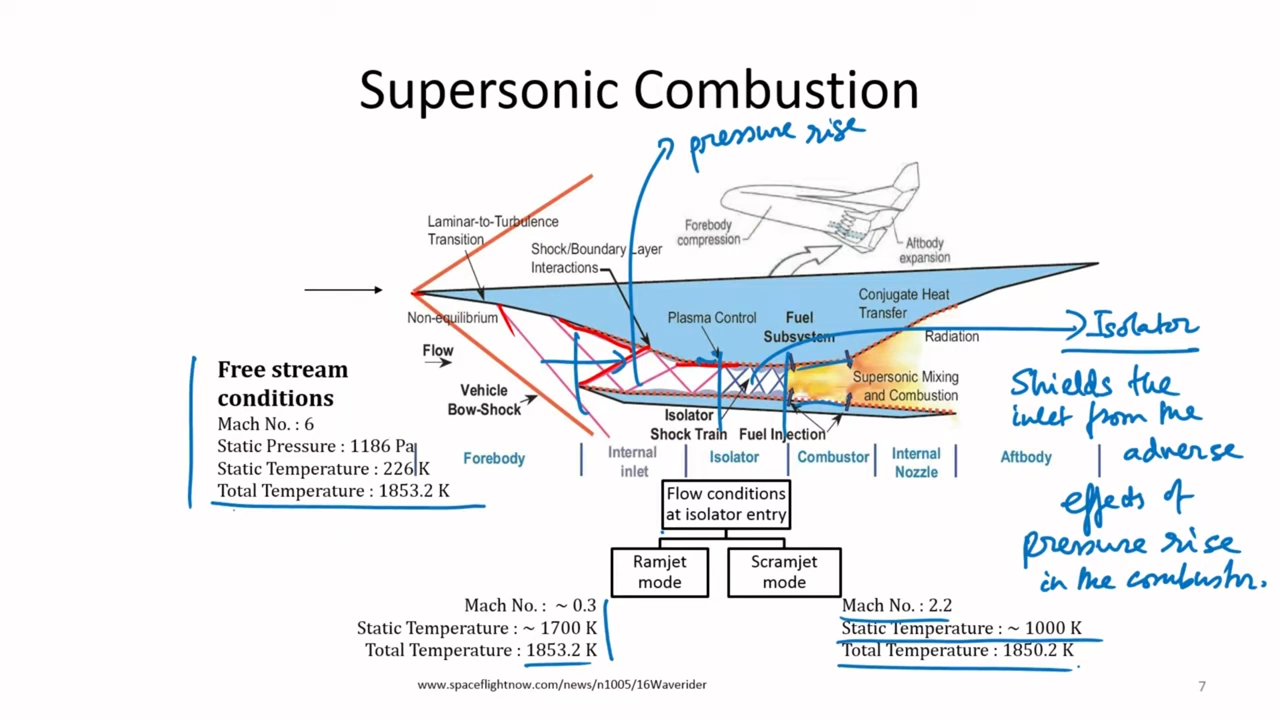 Supersonic Combustion
pressure rise
Laminar-to-Turbulence
Transition
Shock/Boundary Layer
Interactions
Forebody
compression
Aftbody
expansion
Non-equilibrium
Plasma Control
Fuel
Subsystem
Conjugate Heat
Transfer
Radiation
Flow
Vehicle
Bow-Shock
Supersonic Mixing
and Combustion
Isolator
Shock Train
Fuel Injection
Forebody
Internal
inlet
Isolator
Combustor
Internal
Nozzle
Aftbody
Free stream
conditions
Mach No. : 6
Static Pressure : 1186 Pa
Static Temperature : 226 K
Total Temperature : 1853.2 K
Isolator
Shields the
inlet from the
adverse
effects of
pressure rise
in the combustor.
Flow conditions
at isolator entry
Ramjet
mode
Scramjet
mode
Mach No. : ~ 0.3
Static Temperature : ~ 1700 K
Total Temperature : 1853.2 K
Mach No. : 2.2
Static Temperature : ~ 1000 K
Total Temperature : 1850.2 K
www.spaceflightnow.com/news/n1005/16Waverider
7